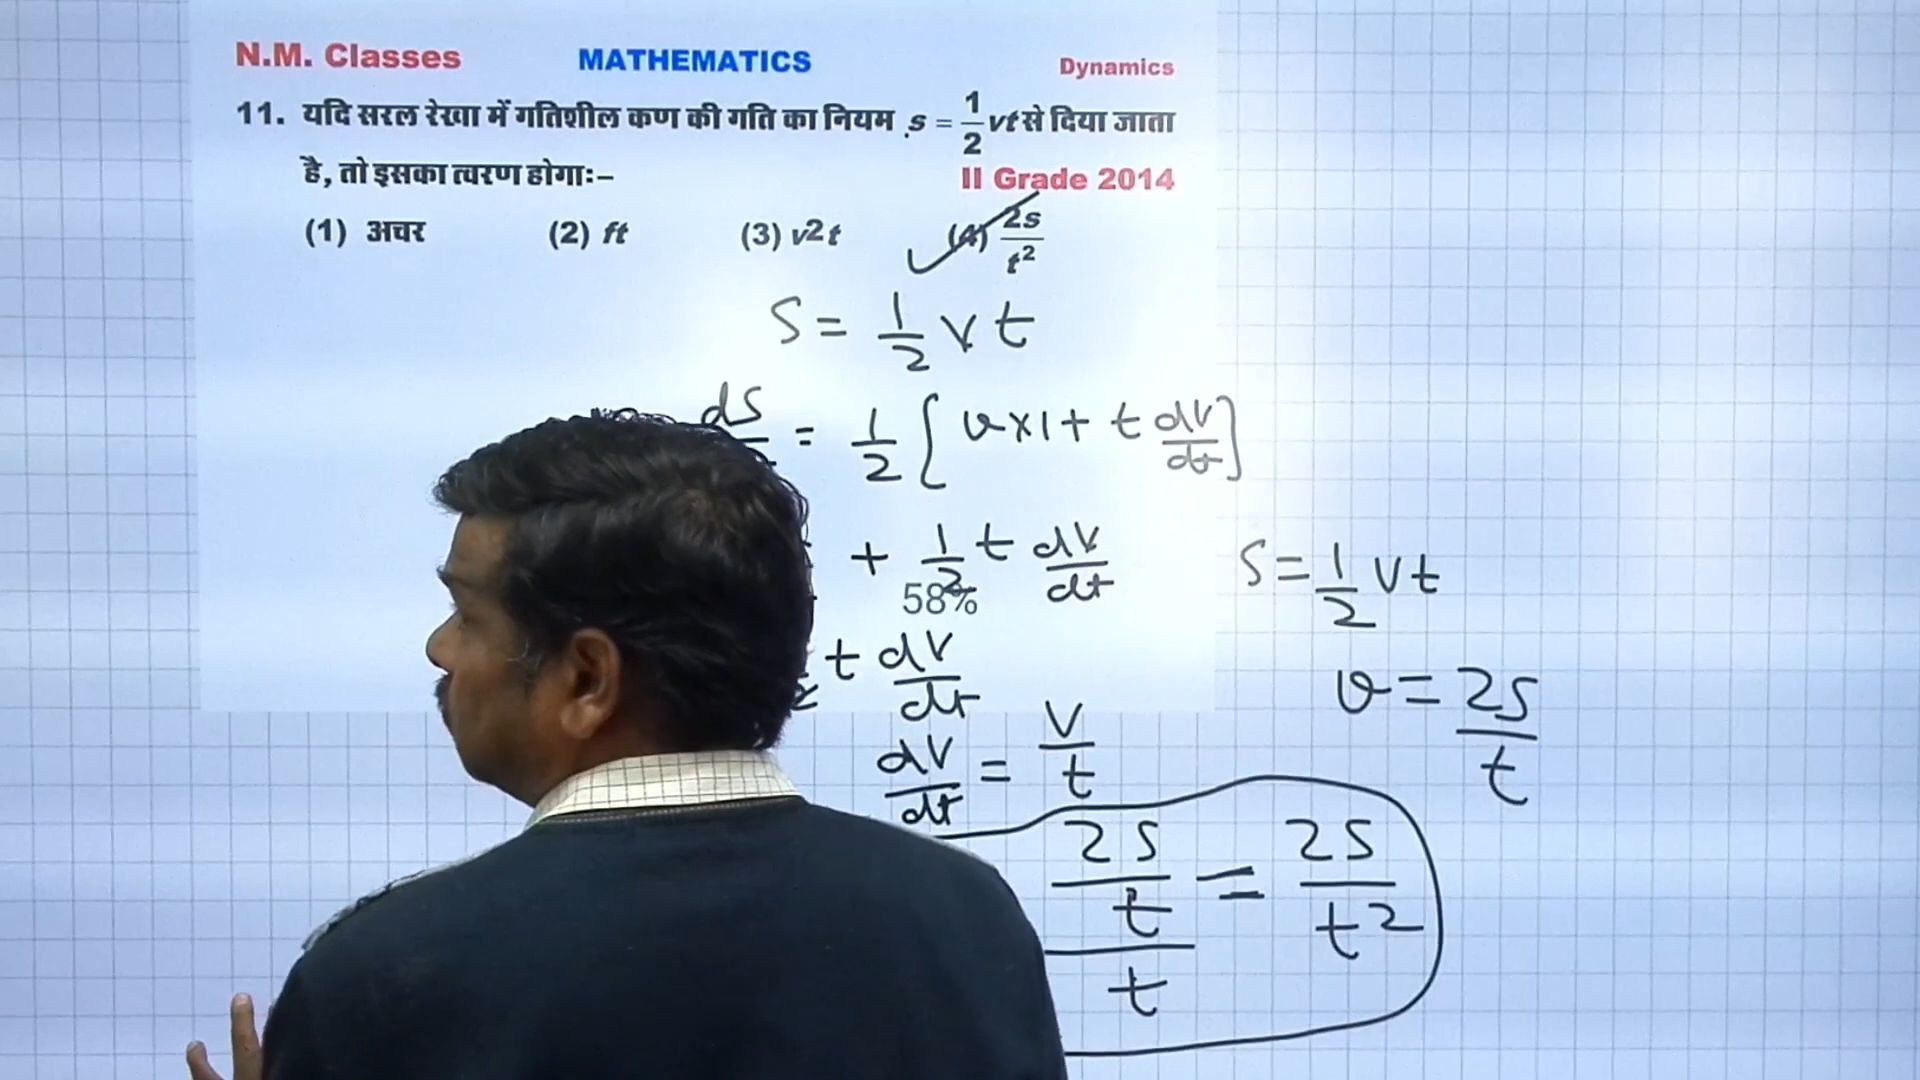 N.M. Classes MATHEMATICS Dynamics
11. यदि सरल रेखा में गतिशील कण की गति का नियम s = 1/2 vt से दिया जाता
है, तो इसका त्वरण होगाः–
II Grade 2014
(1) अचर (2) ft (3) v2t (4) 2s/t²
S = 1/2 v t
dS = 1/2 [v×1 + t dv/dt]
+ 1/2 t dv/dt
58%
t dv/dt
dv/dt = v/t
2s/t/t = 2s/t²
S = 1/2 vt
v = 2s/t